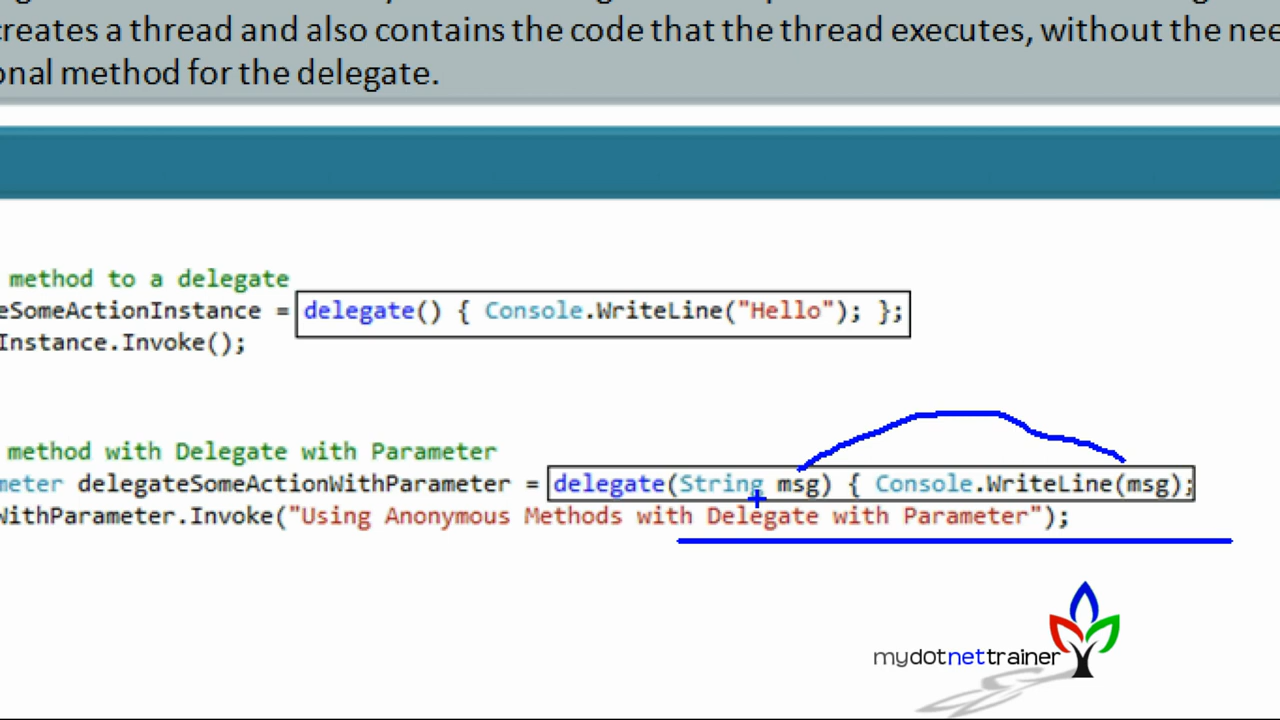 creates a thread and also contains the code that the thread executes, without the nee
onal method for the delegate.
method to a delegate
eSomeActionInstance = delegate() { Console.WriteLine("Hello"); };
Instance.Invoke();
method with Delegate with Parameter
meter delegateSomeActionWithParameter = delegate(String msg) { Console.WriteLine(msg);
WithParameter.Invoke("Using Anonymous Methods with Delegate with Parameter");
mydotnettrainer